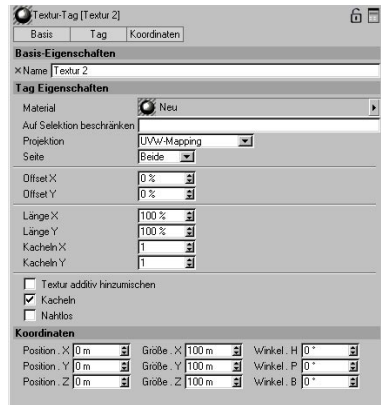 Textur-Tag [Textur 2]
Basis Tag Koordinaten
Basis-Eigenschaften
× Name Textur 2
Tag Eigenschaften
Material Neu
Auf Selektion beschränken
Projektion UVW-Mapping
Seite Beide
Offset X 0 %
Offset Y 0 %
Länge X 100 %
Länge Y 100 %
Kacheln X 1
Kacheln Y 1
Textur additiv hinzumischen
Kacheln
Nahtlos
Koordinaten
Position . X 0 m Größe . X 100 m Winkel . H 0 °
Position . Y 0 m Größe . Y 100 m Winkel . P 0 °
Position . Z 0 m Größe . Z 100 m Winkel . B 0 °